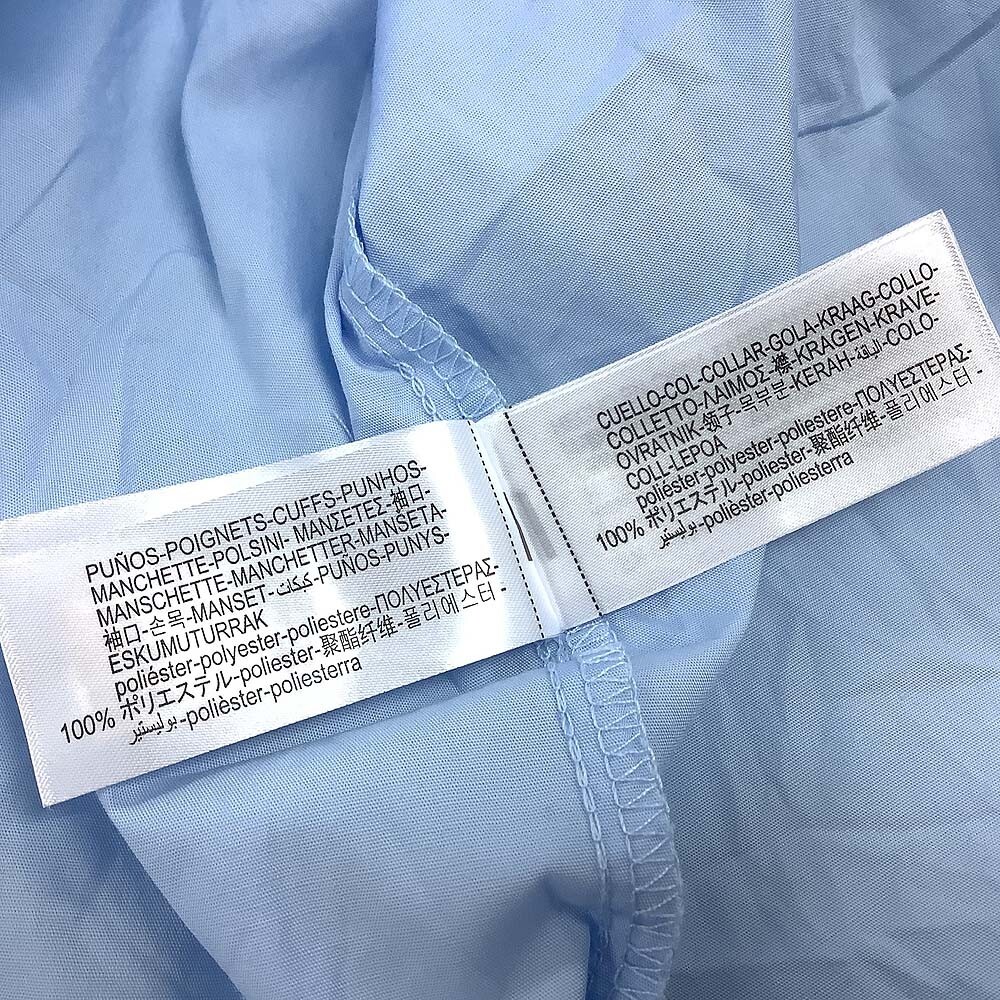 PUÑOS-POIGNETS-CUFFS-PUNHOS-
MANCHETTE-POLSINI- ΜΑΝΣΕΤΕΣ-袖口-
MANSCHETTE-MANCHETTER-MANSETA-
袖口-손목-MANSET-كبكات-PUÑOS-PUNYS-
ESKUMUTURRAK
poliéster-polyester-poliestere-ΠΟΛΥΕΣΤΕΡΑΣ-
100% ポリエステル-poliester-聚酯纤维-폴리에스터 -
بوليستير-polièster-poliesterra
CUELLO-COL-COLLAR-GOLA-KRAAG-COLLO-
COLLETTO-ΛΑΙΜΟΣ-襟-KRAGEN-KRAVE-
OVRATNIK-领子-목부분-KERAH-الياقة-COLO-
COLL-LEPOA
poliéster-polyester-poliestere-ΠΟΛΥΕΣΤΕΡΑΣ-
100% ポリエステル-poliester-聚酯纤维-폴리에스터 -
بوليستير-polièster-poliesterra